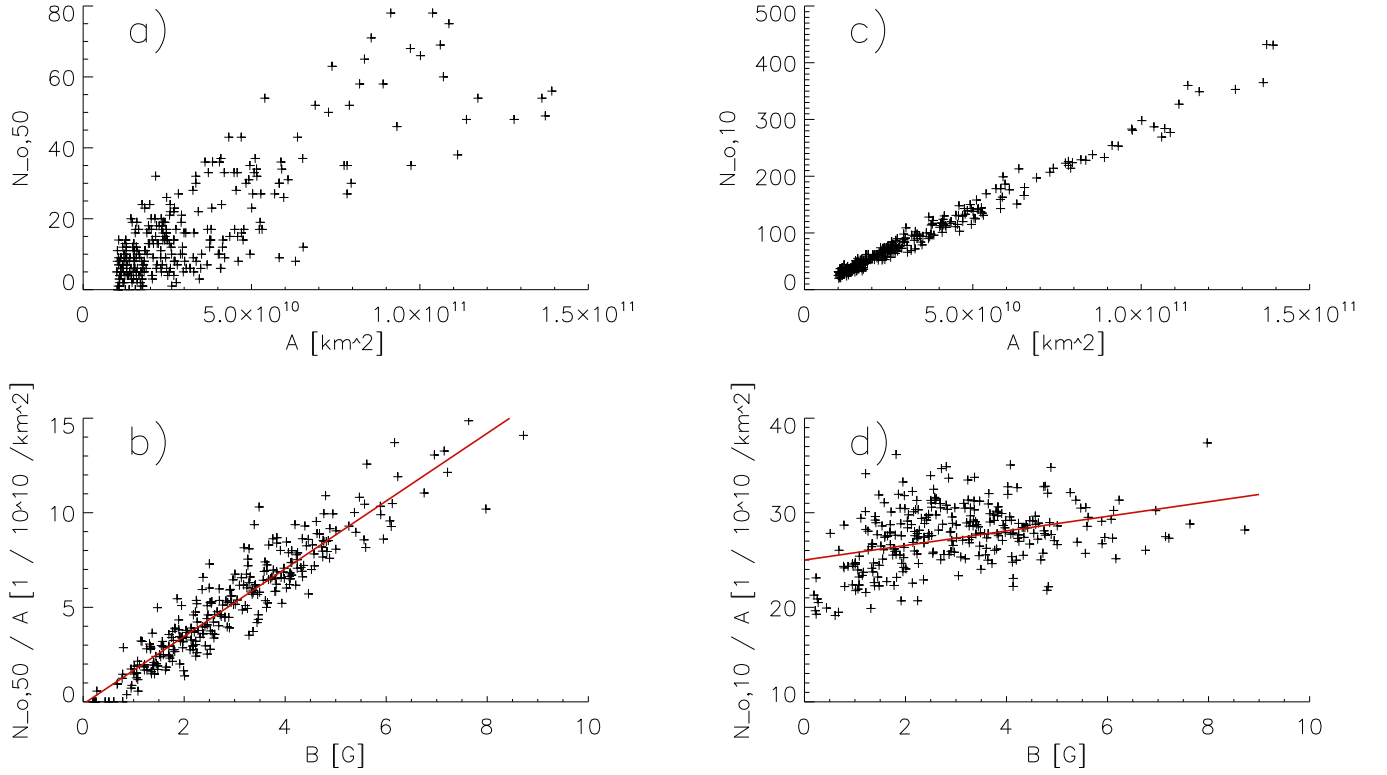 a)
N_o,50
80
60
40
20
0
0 5.0×10^10 1.0×10^11 1.5×10^11
A [km^2]
c)
N_o,10
500
400
300
200
100
0
0 5.0×10^10 1.0×10^11 1.5×10^11
A [km^2]
b)
N_o,50 / A [1 / 10^10 /km^2]
15
10
5
0
0 2 4 6 8 10
B [G]
d)
N_o,10 / A [1 / 10^10 /km^2]
40
30
20
10
0 2 4 6 8 10
B [G]